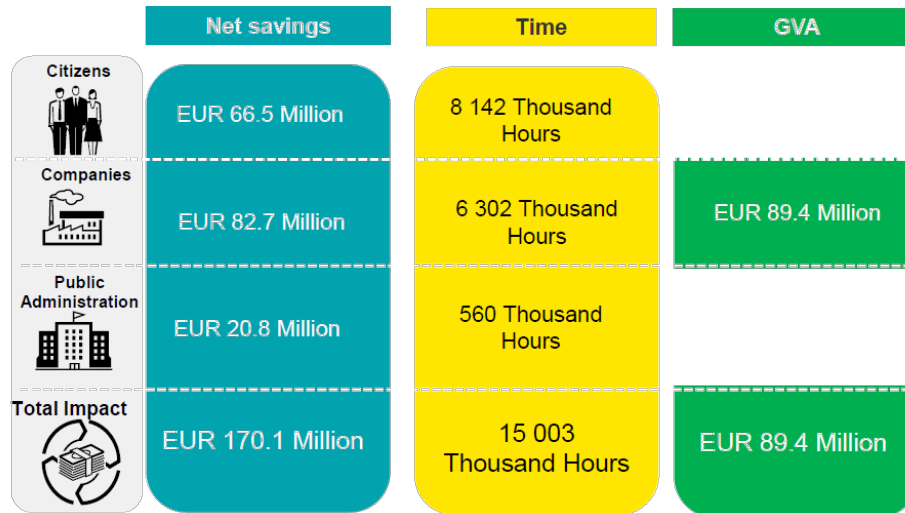 Net savings
Time
GVA
Citizens
EUR 66.5 Million
8 142 Thousand
Hours
Companies
EUR 82.7 Million
6 302 Thousand
Hours
EUR 89.4 Million
Public
Administration
EUR 20.8 Million
560 Thousand
Hours
Total Impact
EUR 170.1 Million
15 003
Thousand Hours
EUR 89.4 Million